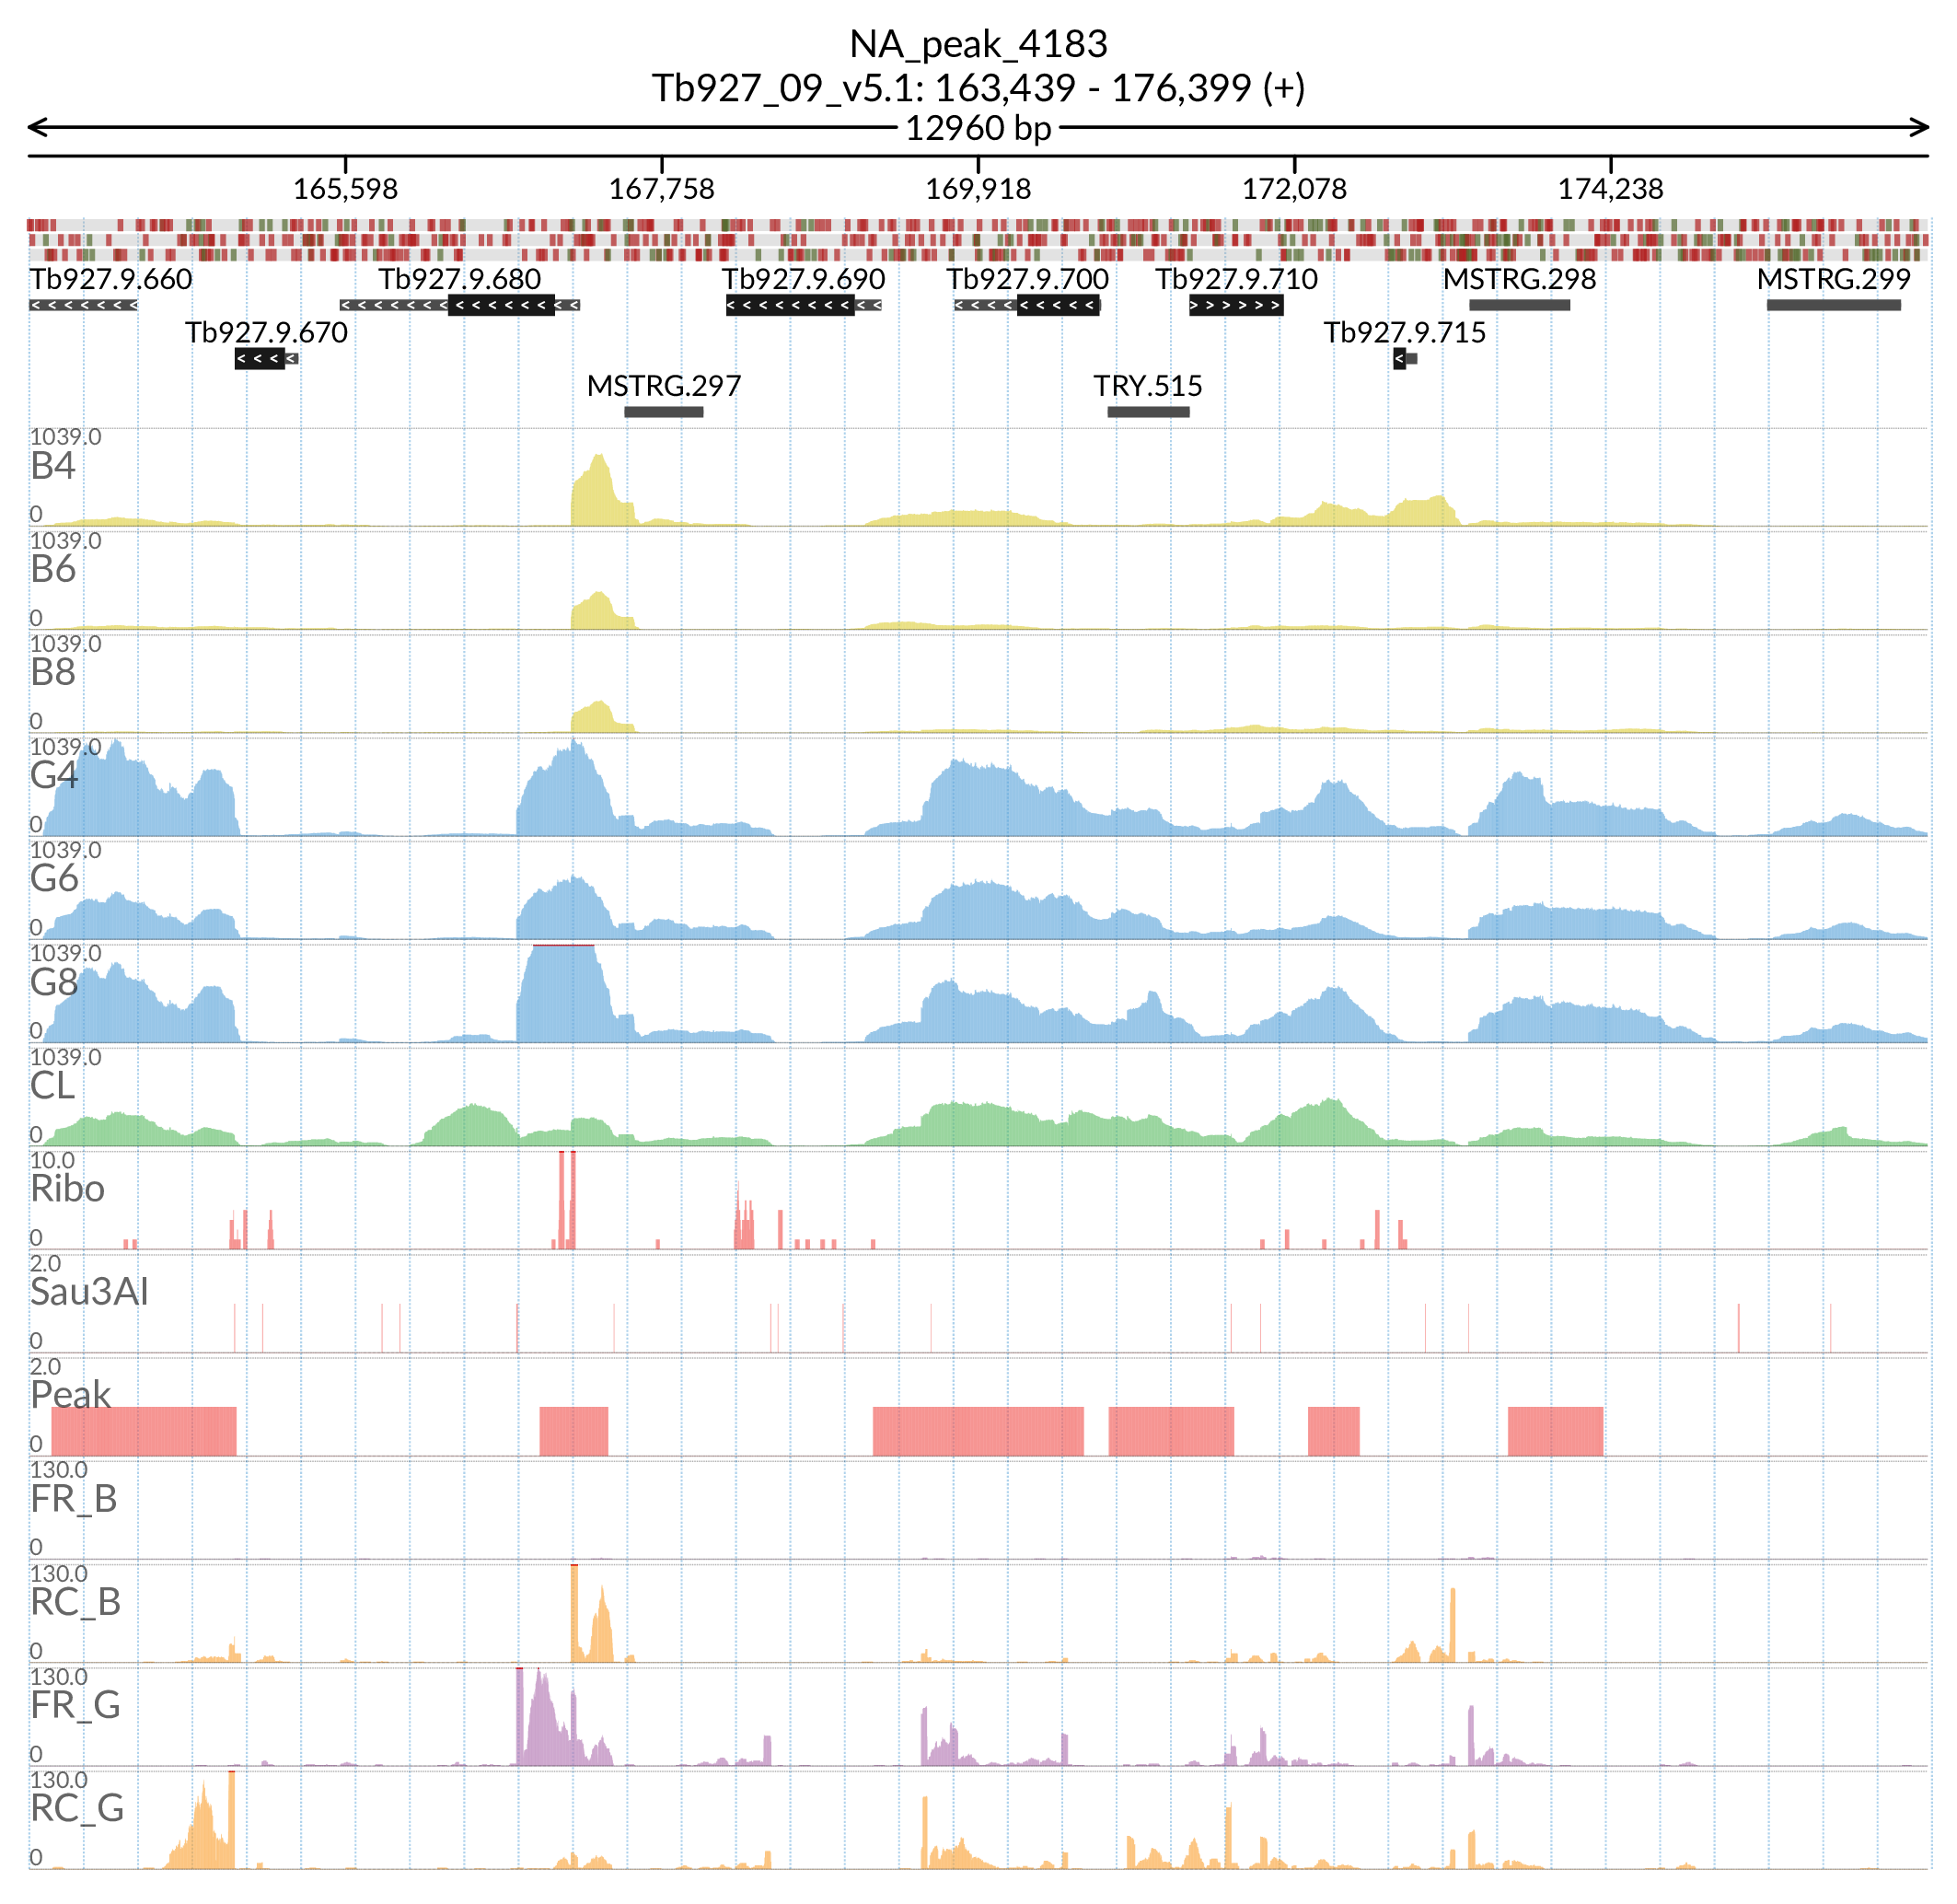 NA_peak_4183
Tb927_09_v5.1: 163,439 - 176,399 (+)
12960 bp
165,598 167,758 169,918 172,078 174,238
Tb927.9.660 Tb927.9.680 Tb927.9.690 Tb927.9.700 Tb927.9.710 MSTRG.298 MSTRG.299
Tb927.9.670 Tb927.9.715
MSTRG.297 TRY.515
1039.0
B4
0
1039.0
B6
0
1039.0
B8
0
1039.0
G4
0
1039.0
G6
0
1039.0
G8
0
1039.0
CL
0
10.0
Ribo
0
2.0
Sau3AI
0
2.0
Peak
0
130.0
FR_B
0
130.0
RC_B
0
130.0
FR_G
0
130.0
RC_G
0